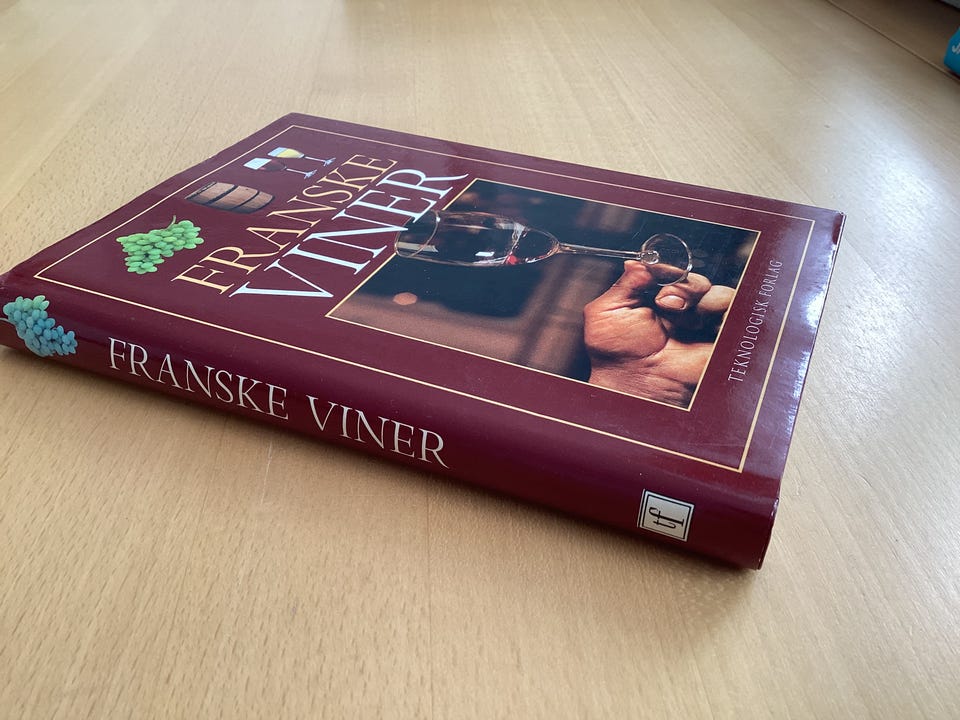 FRANSKE
VINER
TEKNOLOGISK FORLAG
FRANSKE VINER
tf